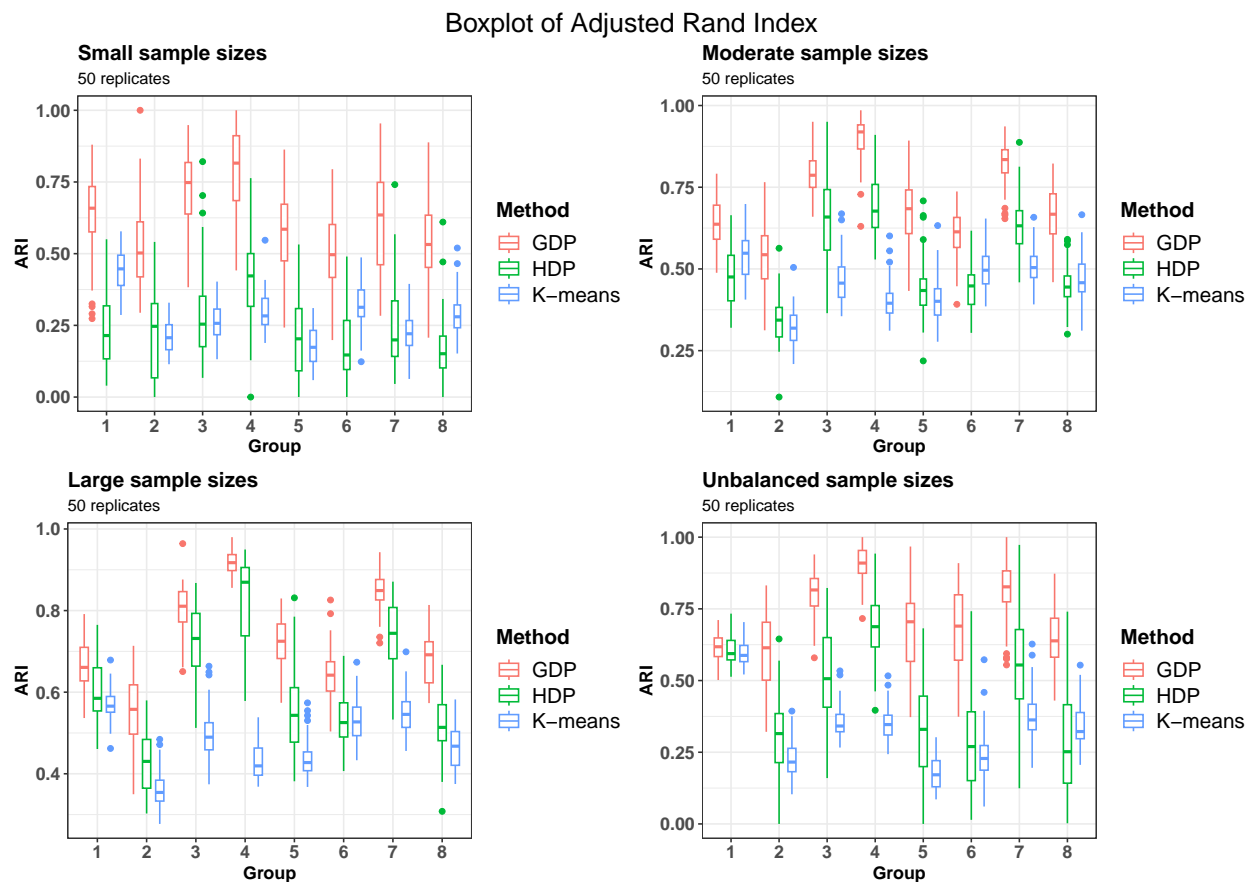 Boxplot of Adjusted Rand Index
Small sample sizes
50 replicates
1.00
0.75
0.50
0.25
0.00
ARI
1 2 3 4 5 6 7 8
Group
Method
GDP
HDP
K−means
Moderate sample sizes
50 replicates
1.00
0.75
0.50
0.25
ARI
1 2 3 4 5 6 7 8
Group
Method
GDP
HDP
K−means
Large sample sizes
50 replicates
1.0
0.8
0.6
0.4
ARI
1 2 3 4 5 6 7 8
Group
Method
GDP
HDP
K−means
Unbalanced sample sizes
50 replicates
1.00
0.75
0.50
0.25
0.00
ARI
1 2 3 4 5 6 7 8
Group
Method
GDP
HDP
K−means